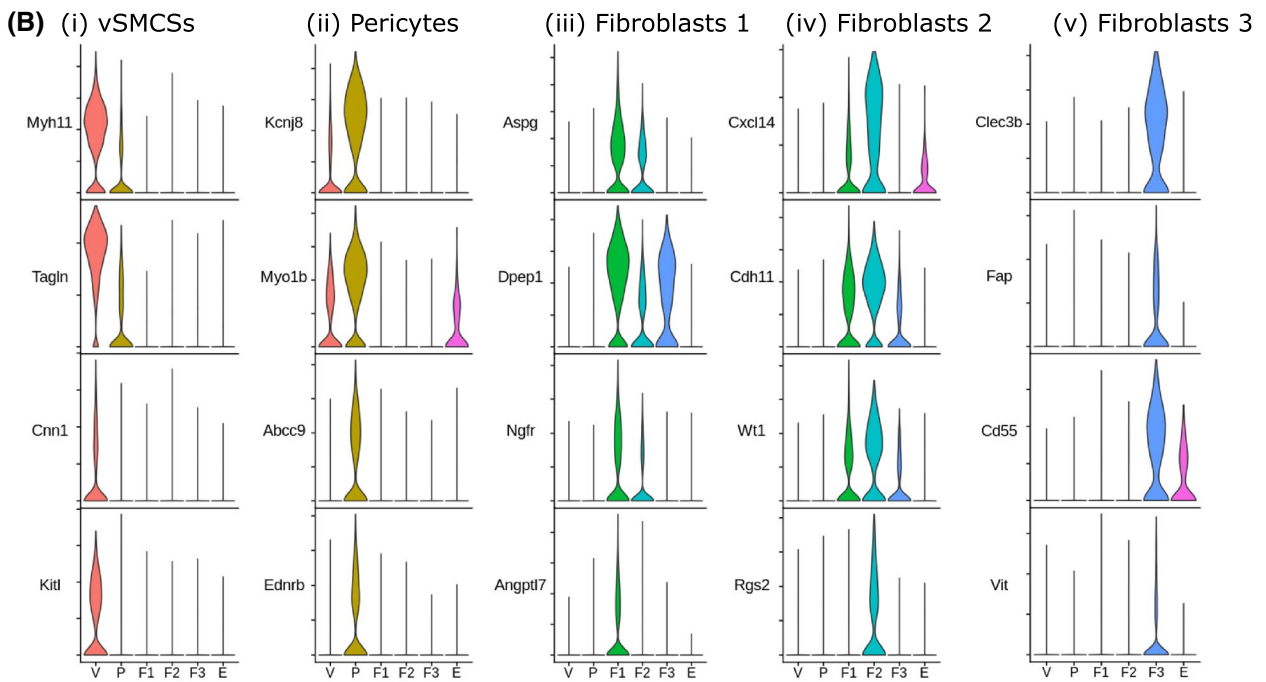 (B) (i) vSMCSs (ii) Pericytes (iii) Fibroblasts 1 (iv) Fibroblasts 2 (v) Fibroblasts 3
Myh11 Kcnj8 Aspg Cxcl14 Clec3b
Tagln Myo1b Dpep1 Cdh11 Fap
Cnn1 Abcc9 Ngfr Wt1 Cd55
Kitl Ednrb Angptl7 Rgs2 Vit
V P F1 F2 F3 E V P F1 F2 F3 E V P F1 F2 F3 E V P F1 F2 F3 E V P F1 F2 F3 E